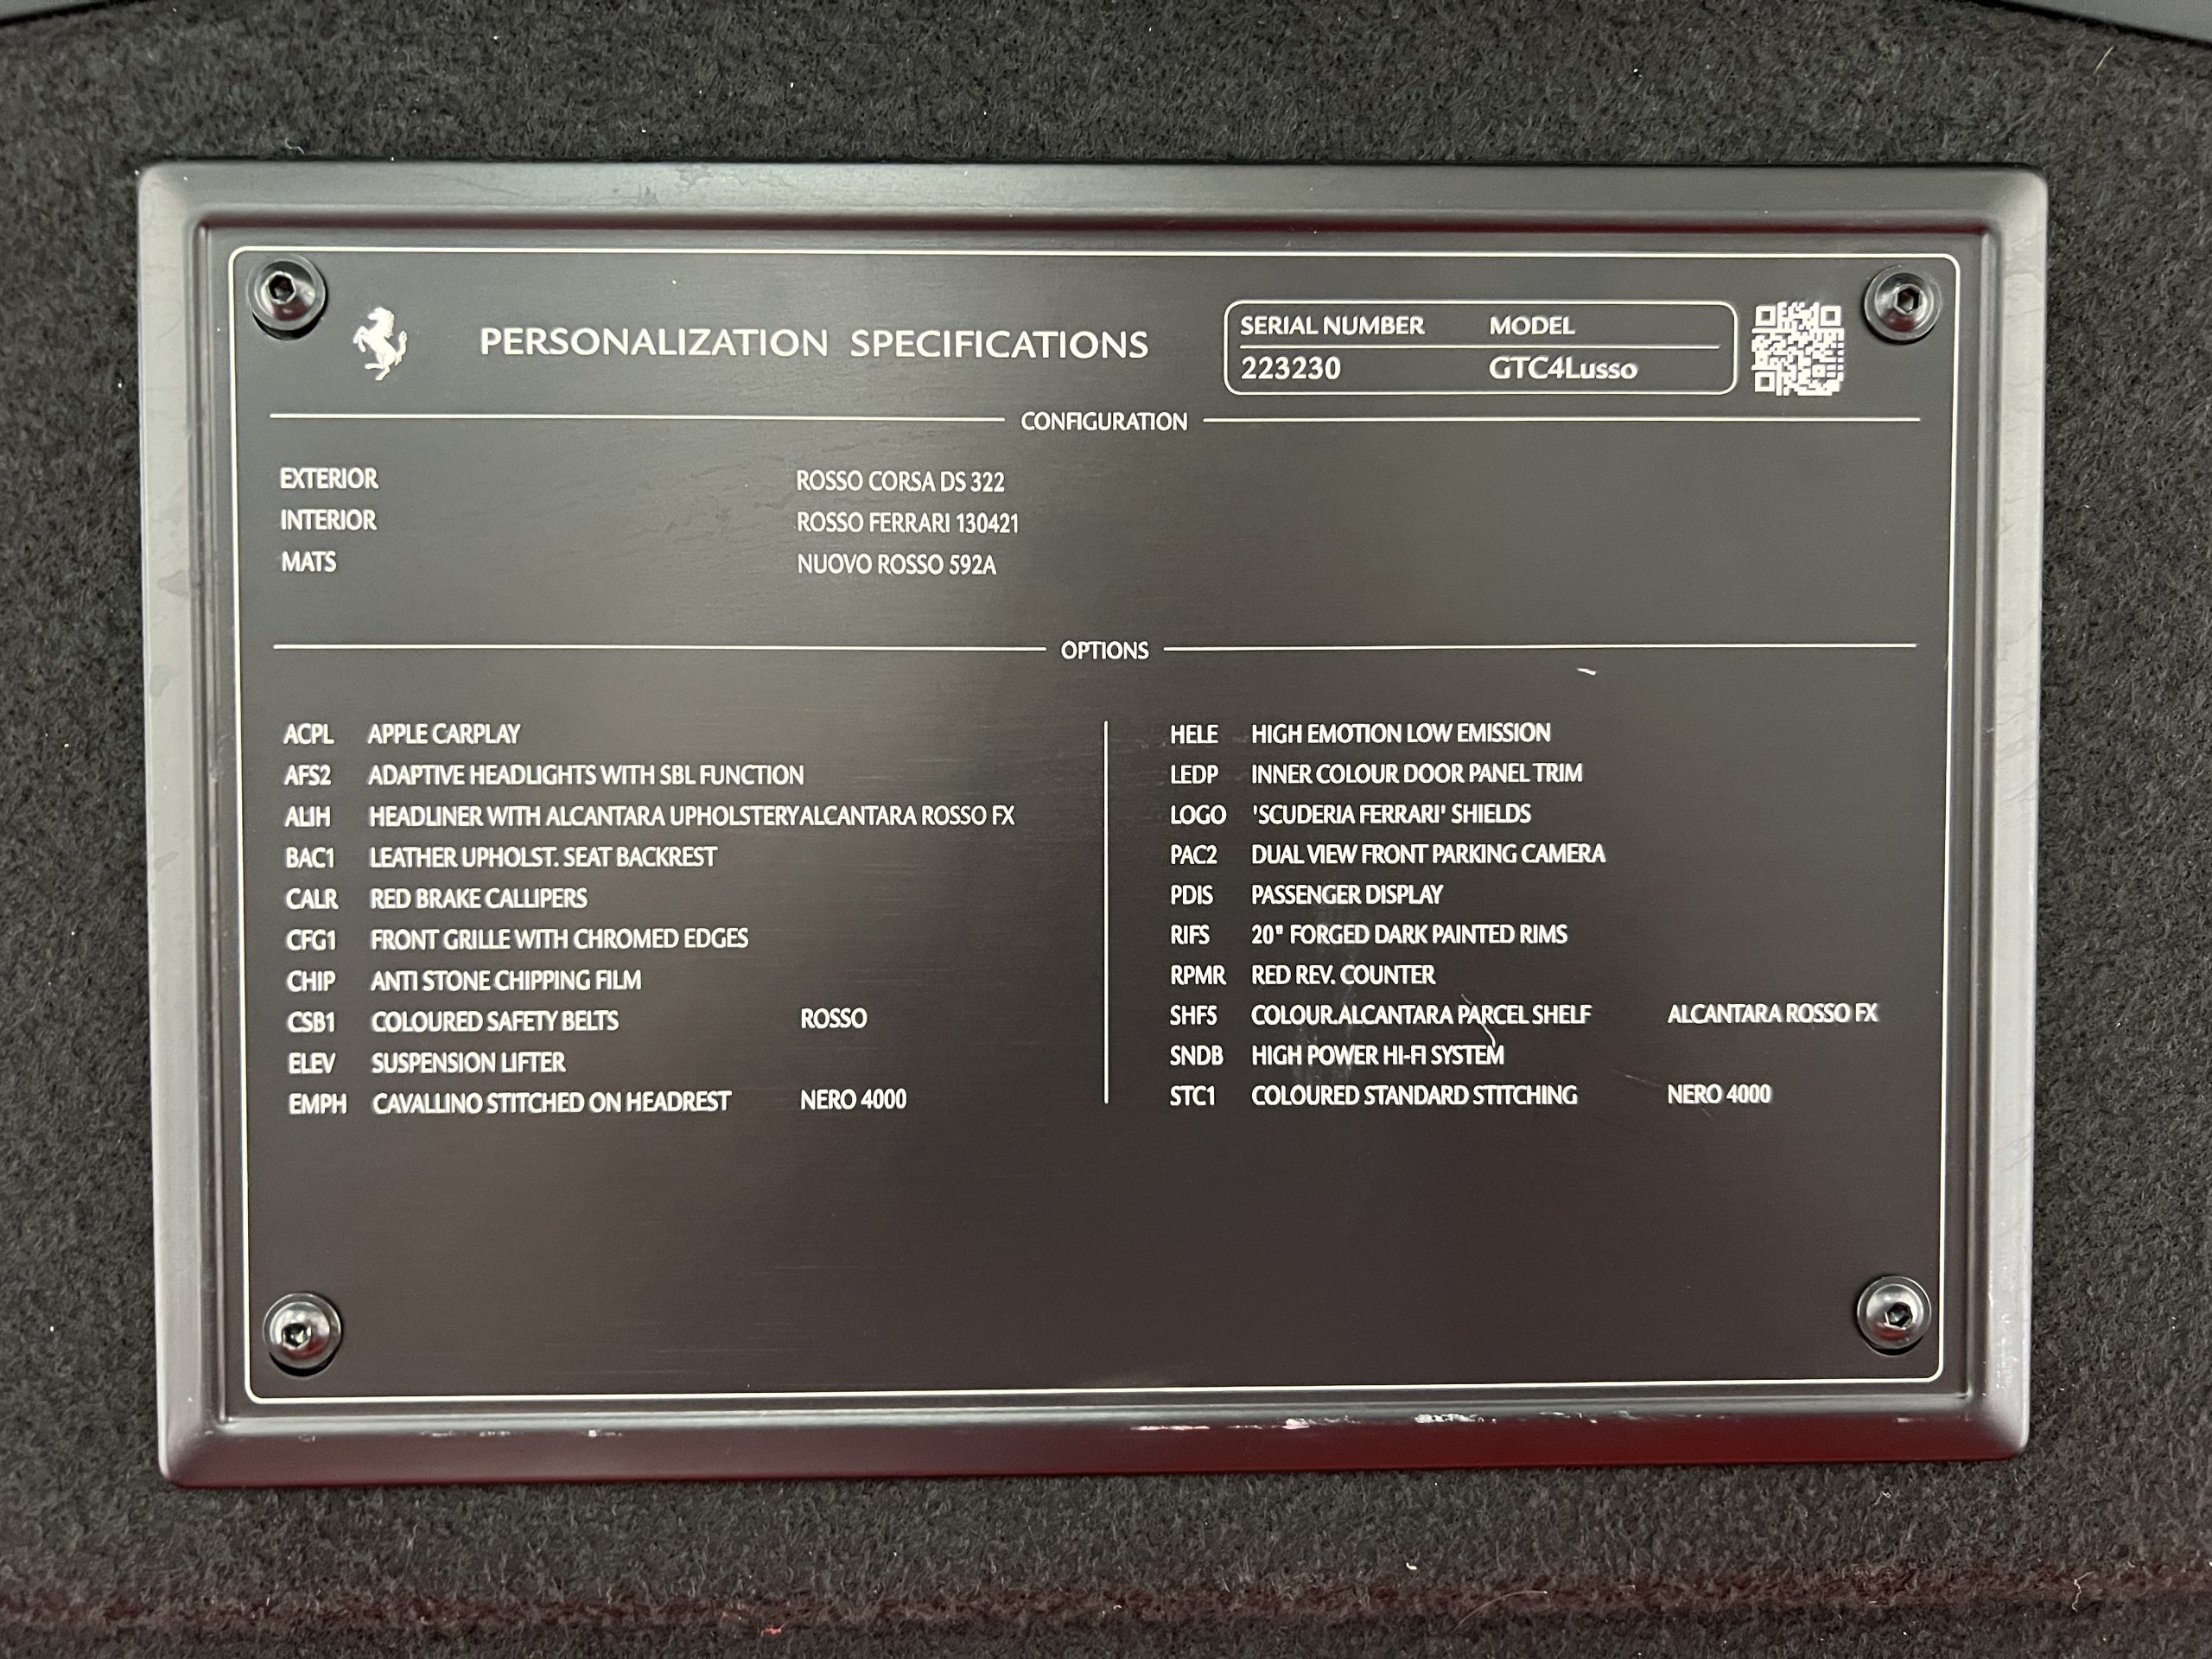 PERSONALIZATION SPECIFICATIONS
SERIAL NUMBER MODEL
223230 GTC4Lusso
CONFIGURATION
EXTERIOR ROSSO CORSA DS 322
INTERIOR ROSSO FERRARI 130421
MATS NUOVO ROSSO 592A
OPTIONS
ACPL APPLE CARPLAY
AFS2 ADAPTIVE HEADLIGHTS WITH SBL FUNCTION
ALIH HEADLINER WITH ALCANTARA UPHOLSTERYALCANTARA ROSSO FX
BAC1 LEATHER UPHOLST. SEAT BACKREST
CALR RED BRAKE CALLIPERS
CFG1 FRONT GRILLE WITH CHROMED EDGES
CHIP ANTI STONE CHIPPING FILM
CSB1 COLOURED SAFETY BELTS ROSSO
ELEV SUSPENSION LIFTER
EMPH CAVALLINO STITCHED ON HEADREST NERO 4000
HELE HIGH EMOTION LOW EMISSION
LEDP INNER COLOUR DOOR PANEL TRIM
LOGO 'SCUDERIA FERRARI' SHIELDS
PAC2 DUAL VIEW FRONT PARKING CAMERA
PDIS PASSENGER DISPLAY
RIFS 20" FORGED DARK PAINTED RIMS
RPMR RED REV. COUNTER
SHF5 COLOUR.ALCANTARA PARCEL SHELF ALCANTARA ROSSO FX
SNDB HIGH POWER HI-FI SYSTEM
STC1 COLOURED STANDARD STITCHING NERO 4000